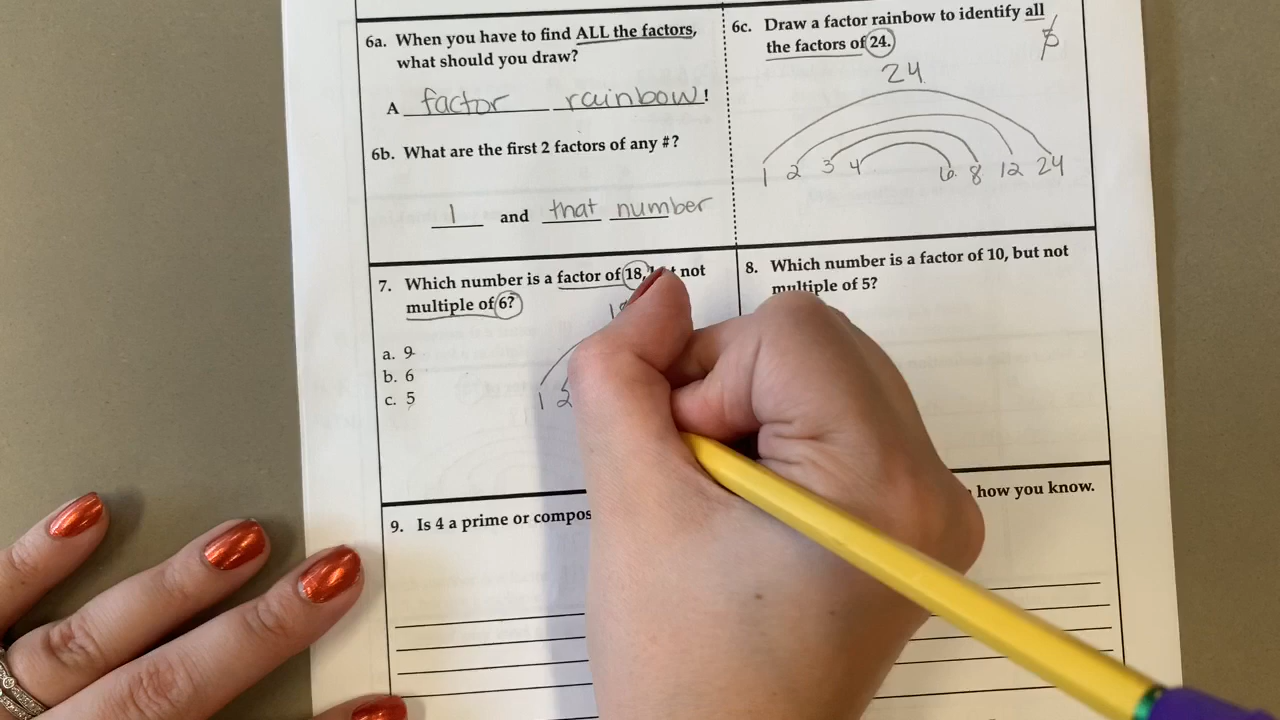 6a. When you have to find ALL the factors,
what should you draw?
A factor rainbow!
6b. What are the first 2 factors of any #?
1 and that number
6c. Draw a factor rainbow to identify all
the factors of 24.
5
24
1 2 3 4 6 8 12 24
7. Which number is a factor of 18, not
multiple of 6?
a. 9
b. 6
c. 5
1 2
8. Which number is a factor of 10, but not
multiple of 5?
9. Is 4 a prime or
how you know.